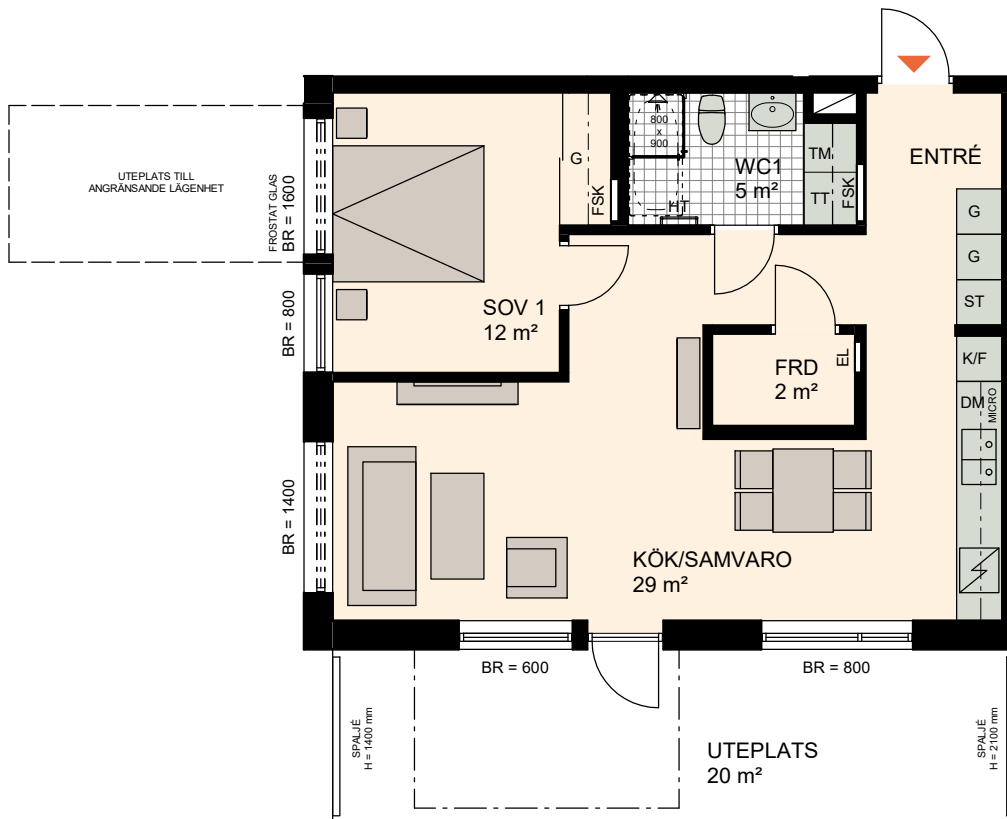 UTEPLATS TILL
ANGRÄNSANDE LÄGENHET
FROSTAT GLAS
BR = 1600
BR = 800
BR = 1400
SOV 1
12 m²
G
FSK
800
x
900
WC1
5 m²
HT
TM
TT
FSK
ENTRÉ
G
G
ST
K/F
DM
MICRO
FRD
2 m²
EL
KÖK/SAMVARO
29 m²
BR = 600
BR = 800
SPALJÉ
H = 1400 mm
UTEPLATS
20 m²
SPALJÉ
H = 2100 mm